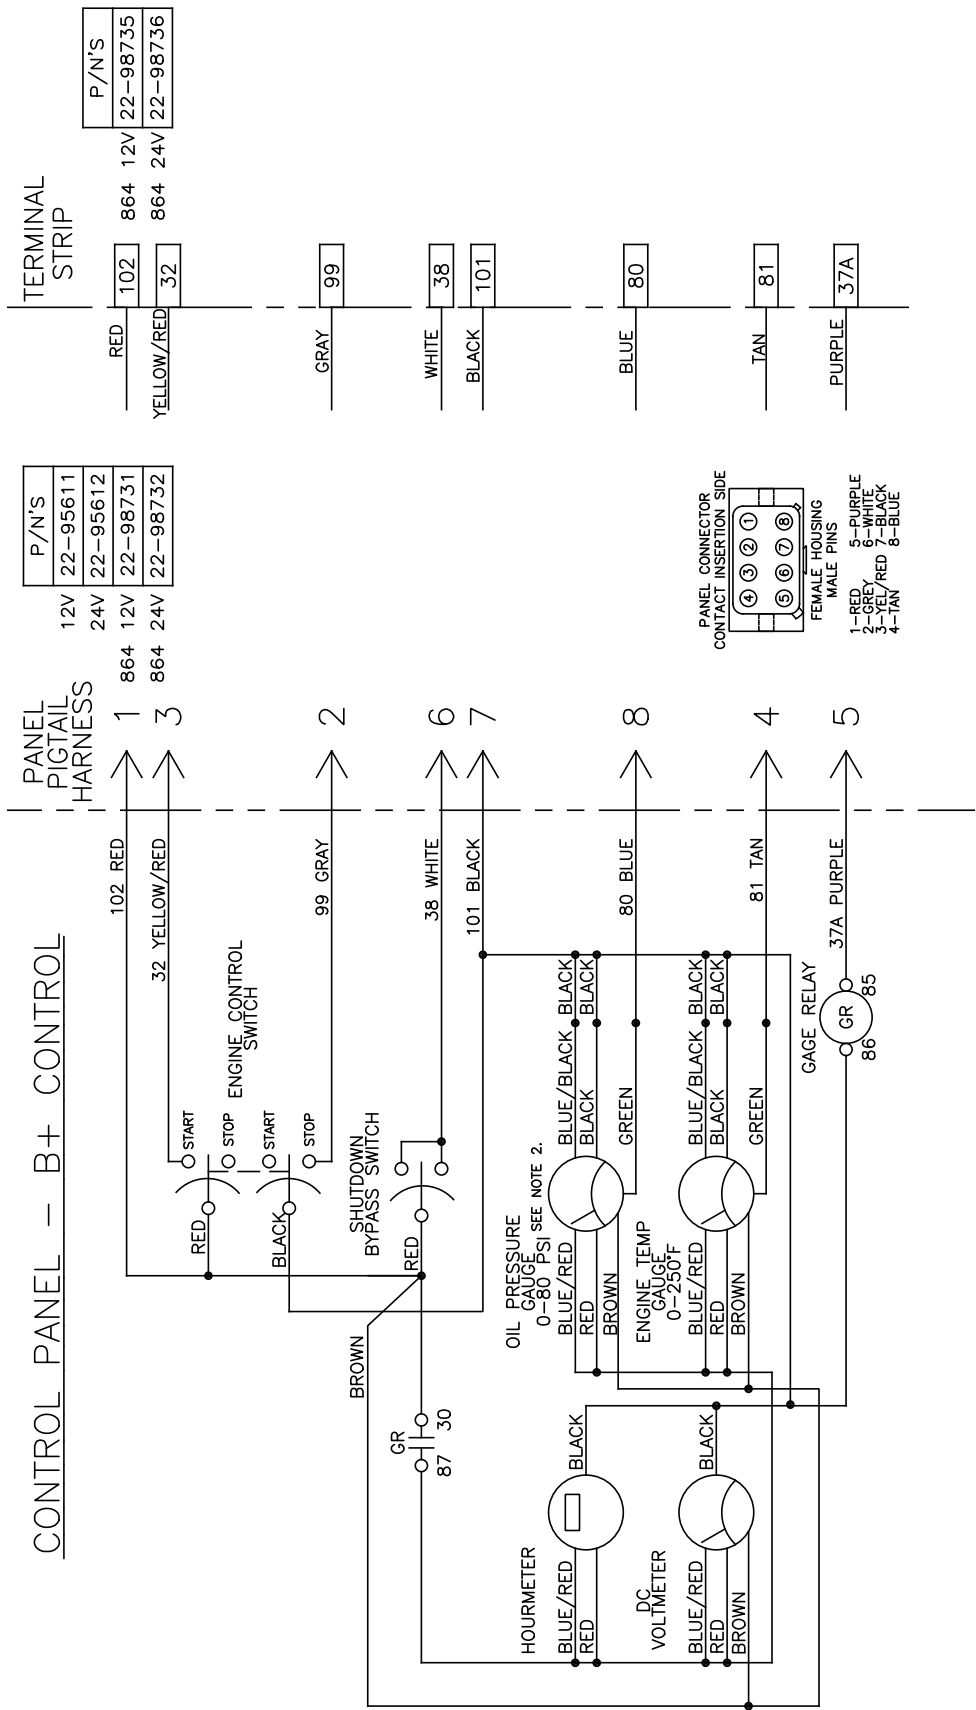 CONTROL PANEL - B+ CONTROL
PANEL
PIGTAIL
HARNESS
TERMINAL
STRIP
P/N'S
12V 22-95611
24V 22-95612
864 12V 22-98731
864 24V 22-98732
P/N'S
864 12V 22-98735
864 24V 22-98736
102 RED
1
RED
102
32 YELLOW/RED
3
YELLOW/RED
32
START
STOP
START
STOP
ENGINE CONTROL
SWITCH
RED
BLACK
99 GRAY
2
GRAY
99
SHUTDOWN
BYPASS SWITCH
RED
38 WHITE
6
WHITE
38
101 BLACK
7
BLACK
101
BROWN
GR
87
30
OIL PRESSURE
GAUGE
0-80 PSI SEE NOTE 2.
BLUE/RED
RED
BROWN
BLUE/BLACK
BLACK
BLACK
BLACK
GREEN
80 BLUE
8
BLUE
80
ENGINE TEMP
GAUGE
0-250°F
BLUE/RED
RED
BROWN
BLUE/BLACK
BLACK
BLACK
BLACK
GREEN
81 TAN
4
TAN
81
GAGE RELAY
GR
86
85
37A PURPLE
5
PURPLE
37A
HOURMETER
BLUE/RED
RED
BLACK
DC
VOLTMETER
BLUE/RED
RED
BROWN
BLACK
PANEL CONNECTOR
CONTACT INSERTION SIDE
4 3 2 1
5 6 7 8
FEMALE HOUSING
MALE PINS
1-RED 5-PURPLE
2-GREY 6-WHITE
3-YEL/RED 7-BLACK
4-TAN 8-BLUE